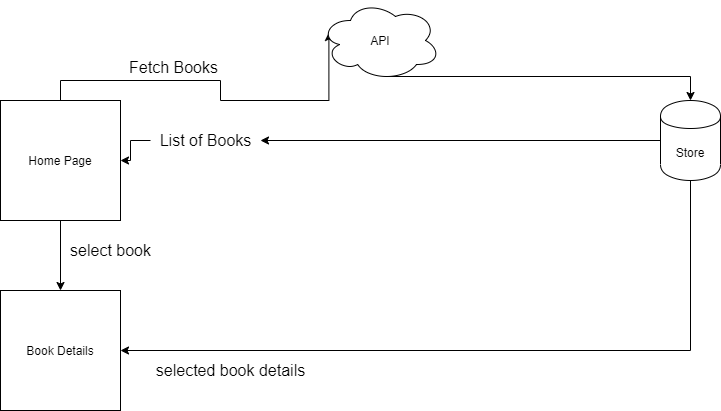 API
Fetch Books
List of Books
Store
Home Page
select book
Book Details
selected book details